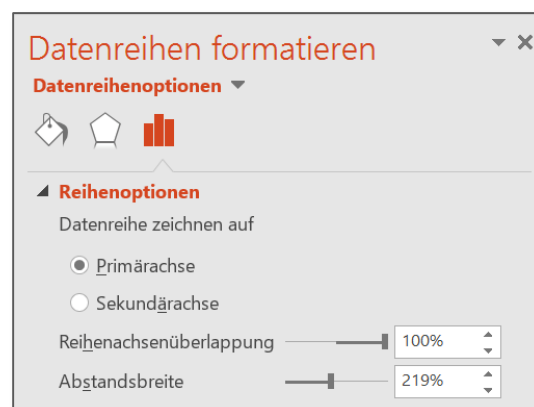 Datenreihen formatieren
Datenreihenoptionen
Reihenoptionen
Datenreihe zeichnen auf
Primärachse
Sekundärachse
Reihenachsenüberlappung 100%
Abstandsbreite 219%